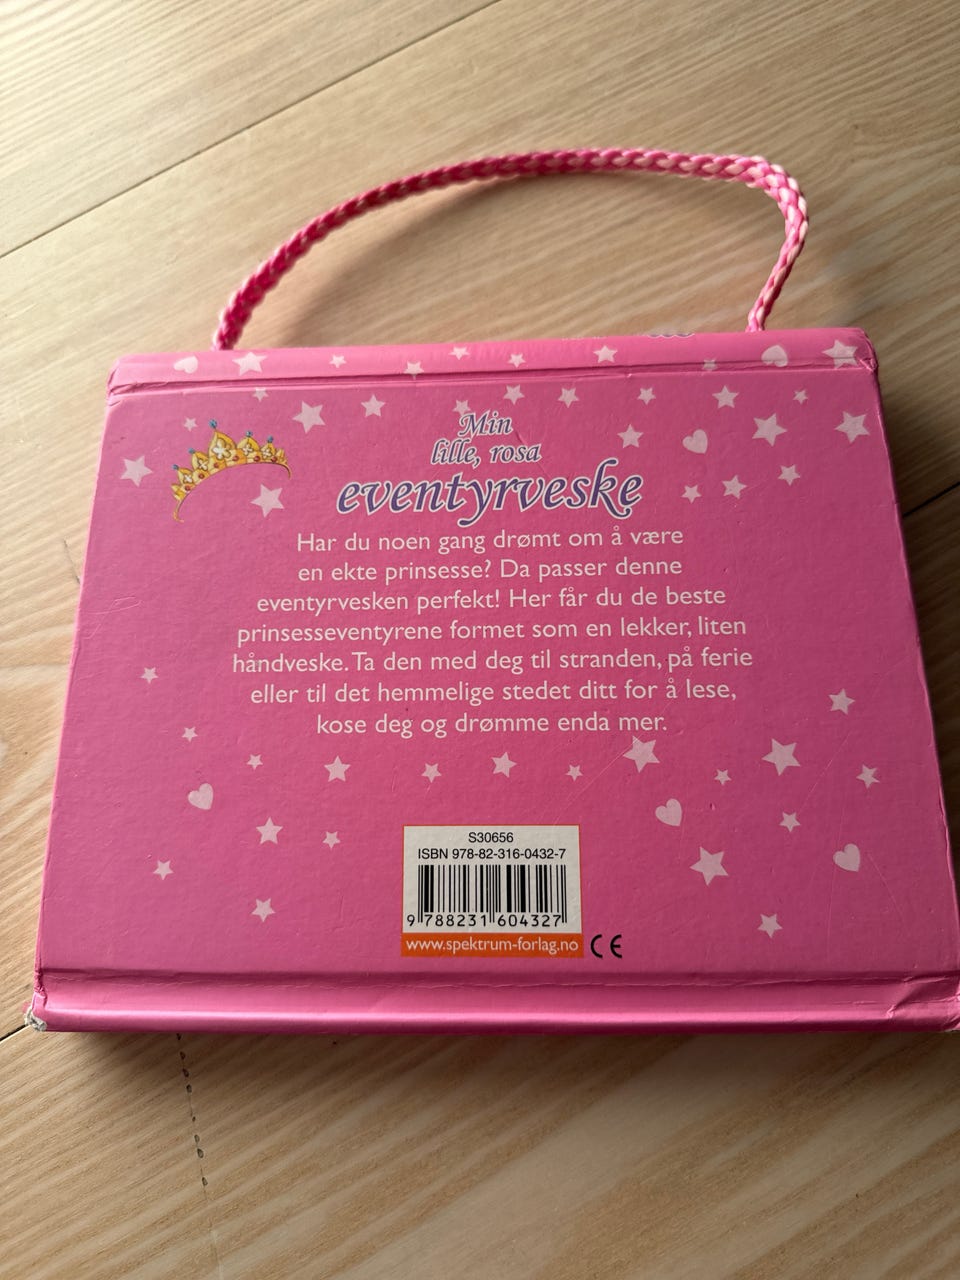 Min
lille, rosa
eventyrveske
Har du noen gang drømt om å være
en ekte prinsesse? Da passer denne
eventyrvesken perfekt! Her får du de beste
prinsesseeventyrene formet som en lekker, liten
håndveske. Ta den med deg til stranden, på ferie
eller til det hemmelige stedet ditt for å lese,
kose deg og drømme enda mer.
S30656
ISBN 978-82-316-0432-7
9 788231 604327
www.spektrum-forlag.no CE